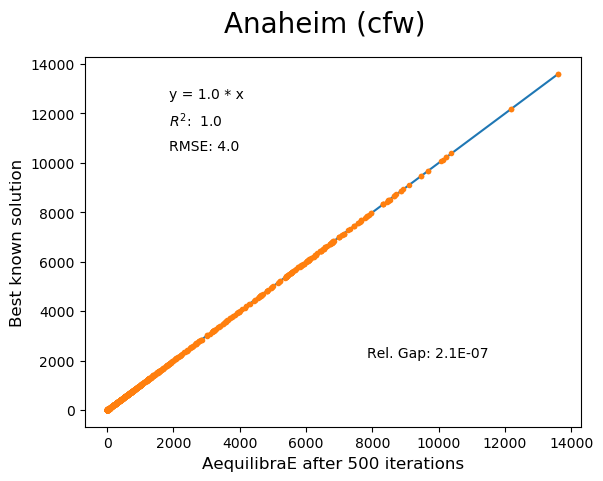 Anaheim (cfw)
14000
12000
10000
8000
6000
4000
2000
0
Best known solution
y = 1.0 * x
R²: 1.0
RMSE: 4.0
Rel. Gap: 2.1E-07
0 2000 4000 6000 8000 10000 12000 14000
AequilibraE after 500 iterations